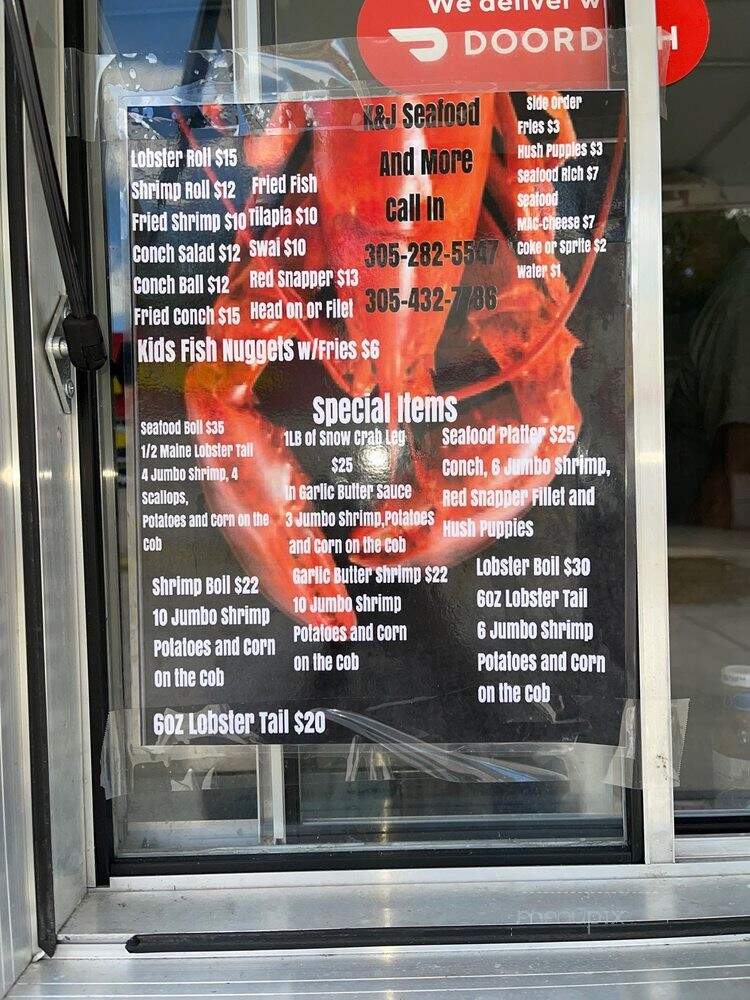 We deliver w
DOORD H
K&J Seafood
And More
Call In
305-282-5547
305-432-7786
Lobster Roll $15
Shrimp Roll $12
Fried Shrimp $10
Conch Salad $12
Conch Ball $12
Fried Conch $15
Fried Fish
Tilapia $10
Swai $10
Red Snapper $13
Head on or Filet
Kids Fish Nuggets w/Fries $6
Side Order
Fries $3
Hush Puppies $3
Seafood Rich $7
Seafood
Mac-Cheese $7
Coke or Sprite $2
Water $1
Special Items
Seafood Boil $35
1/2 Maine Lobster Tail
4 Jumbo Shrimp, 4
Scallops,
Potatoes and Corn on the
Cob
Shrimp Boil $22
10 Jumbo Shrimp
Potatoes and Corn
On the Cob
6oz Lobster Tail $20
1LB of Snow Crab Leg
$25
In Garlic Butter Sauce
3 Jumbo Shrimp,Potatoes
and Corn on the Cob
Garlic Butter Shrimp $22
10 Jumbo Shrimp
Potatoes and Corn
on the Cob
Seafood Platter $25
Conch, 6 Jumbo Shrimp,
Red Snapper Fillet and
Hush Puppies
Lobster Boil $30
6oz Lobster Tail
6 Jumbo Shrimp
Potatoes and Corn
on the Cob